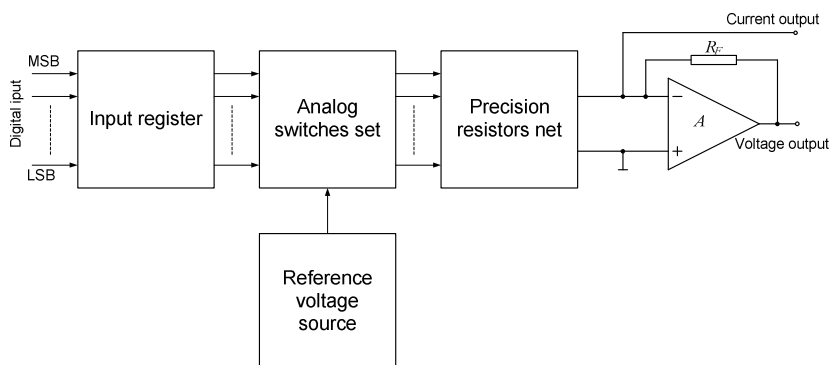 Current output
MSB
Digital iput
LSB
Input register
Analog
switches set
Precision
resistors net
RF
−
A
+
Voltage output
Reference
voltage
source